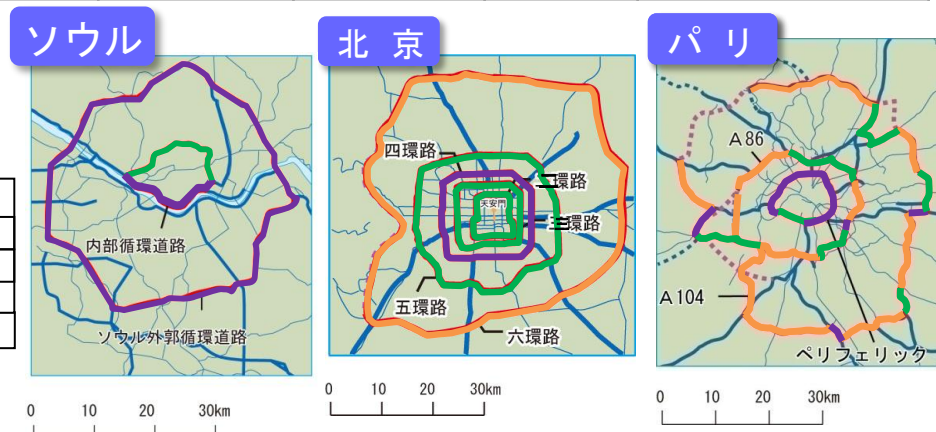 ソウル
北 京
パ リ
四環路
二環路
天安門
三環路
五環路
六環路
内部循環道路
ソウル外郭循環道路
A86
A104
ペリフェリック
0 10 20 30km
0 10 20 30km
0 10 20 30km